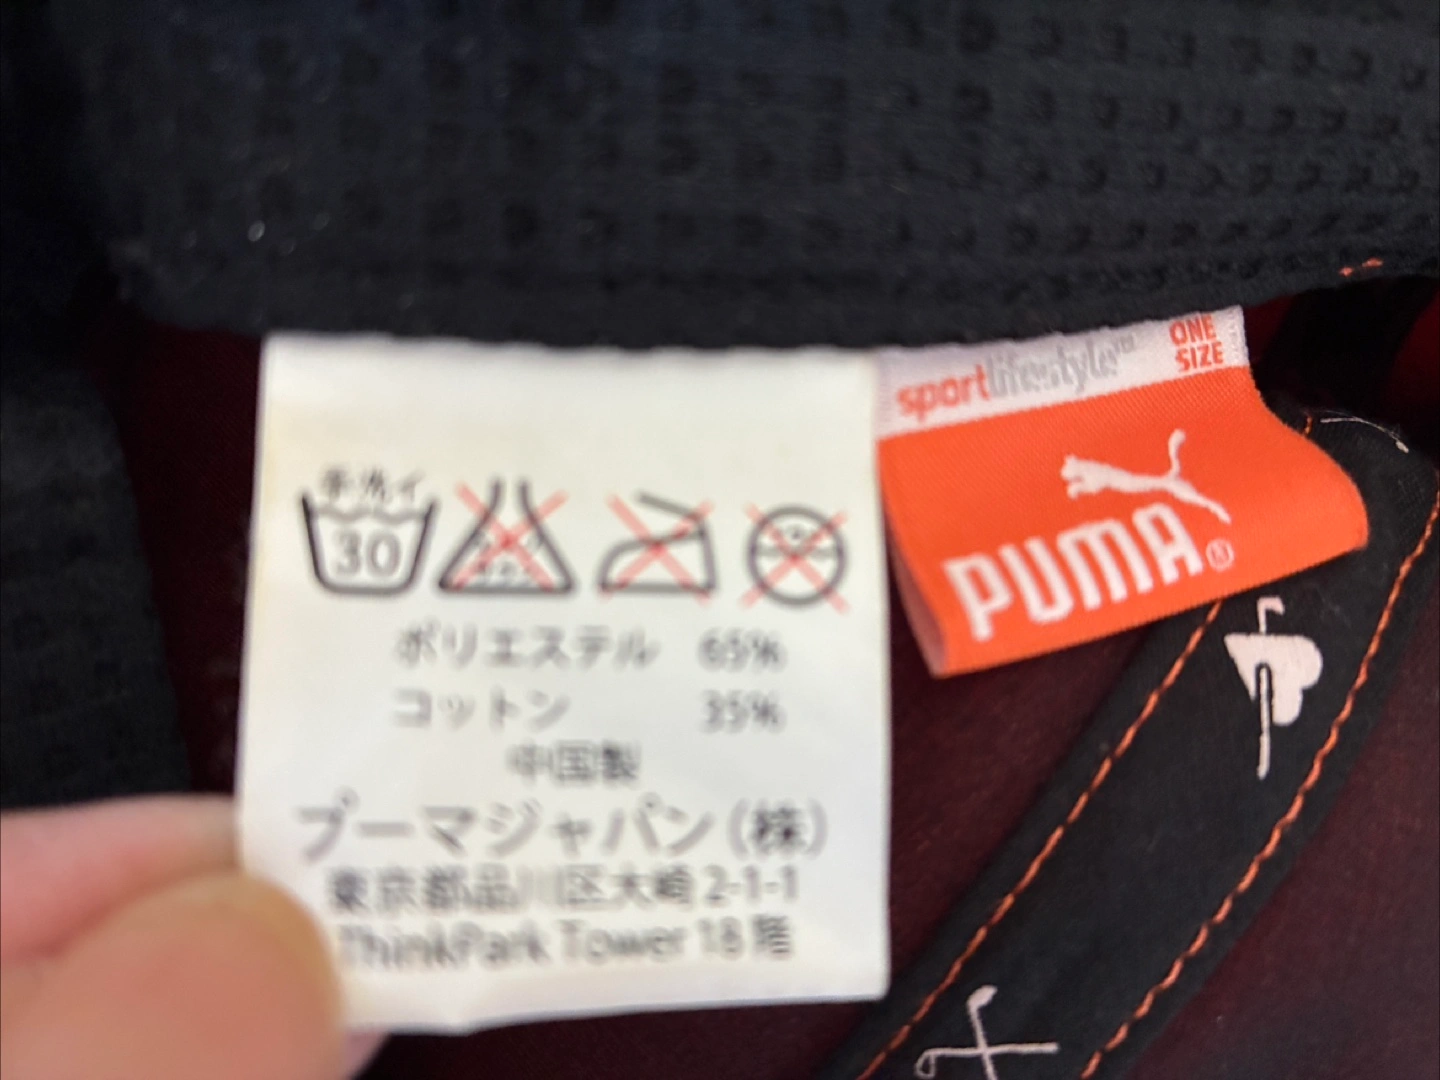 手洗イ
30
ポリエステル 65%
コットン 35%
中国製
プーマジャパン(株)
東京都品川区大崎 2-1-1
ThinkPark Tower 18階
sportlifestyle™
ONE
SIZE
PUMA®